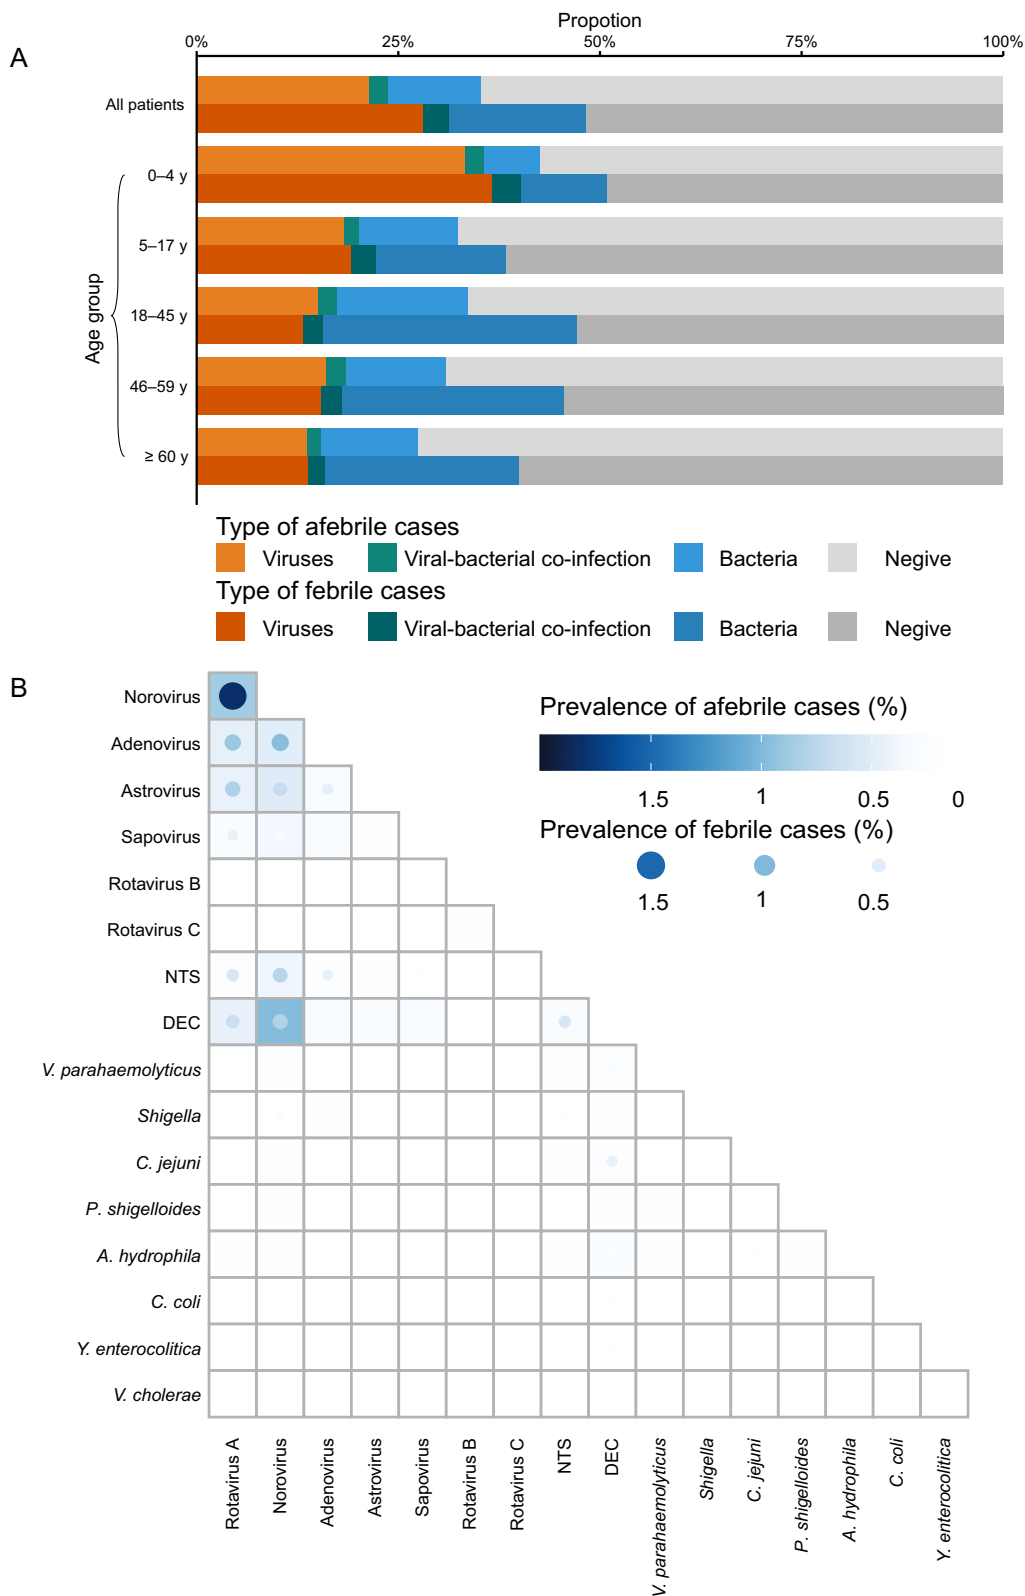 Propotion
0% 25% 50% 75% 100%
A
All patients
0–4 y
5–17 y
18–45 y
46–59 y
≥ 60 y
Age group
Type of afebrile cases
Viruses Viral-bacterial co-infection Bacteria Negive
Type of febrile cases
Viruses Viral-bacterial co-infection Bacteria Negive
B
Norovirus
Adenovirus
Astrovirus
Sapovirus
Rotavirus B
Rotavirus C
NTS
DEC
V. parahaemolyticus
Shigella
C. jejuni
P. shigelloides
A. hydrophila
C. coli
Y. enterocolitica
V. cholerae
Prevalence of afebrile cases (%)
1.5 1 0.5 0
Prevalence of febrile cases (%)
1.5 1 0.5
Rotavirus A
Norovirus
Adenovirus
Astrovirus
Sapovirus
Rotavirus B
Rotavirus C
NTS
DEC
V. parahaemolyticus
Shigella
C. jejuni
P. shigelloides
A. hydrophila
C. coli
Y. enterocolitica